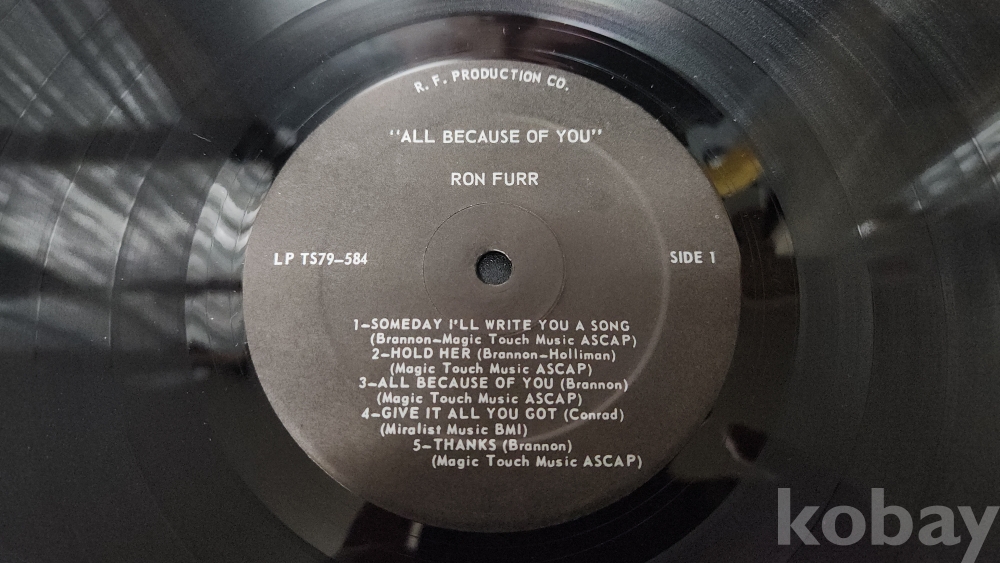 R. F. PRODUCTION CO.
"ALL BECAUSE OF YOU"
RON FURR
LP TS79-584
SIDE 1
1-SOMEDAY I'LL WRITE YOU A SONG
(Brannon-Magic Touch Music ASCAP)
2-HOLD HER (Brannon-Holliman)
(Magic Touch Music ASCAP)
3-ALL BECAUSE OF YOU (Brannon)
(Magic Touch Music ASCAP)
4-GIVE IT ALL YOU GOT (Conrad)
(Miralist Music BMI)
5-THANKS (Brannon)
(Magic Touch Music ASCAP)
kobay